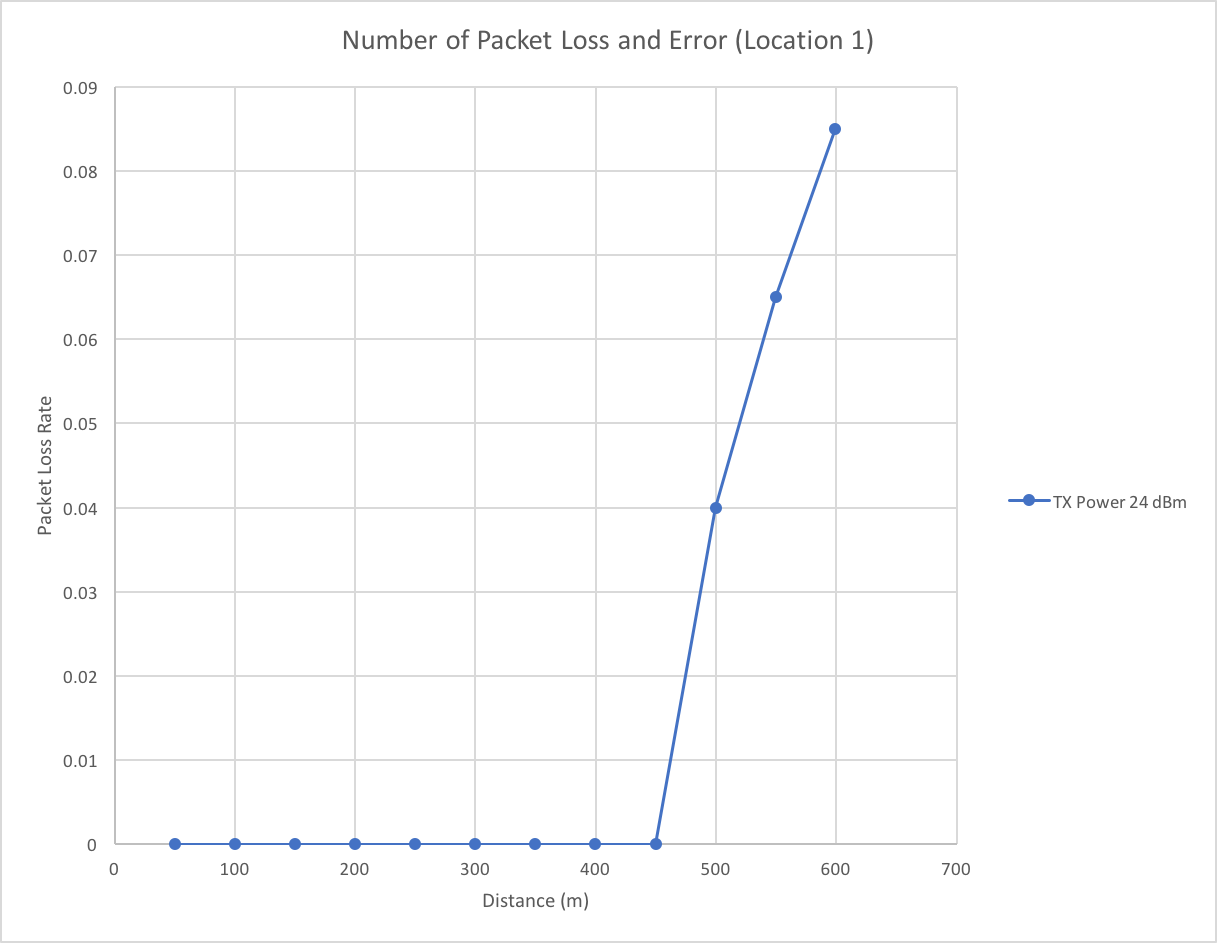 Number of Packet Loss and Error (Location 1)
0.09
0.08
0.07
0.06
0.05
0.04
0.03
0.02
0.01
0
Packet Loss Rate
TX Power 24 dBm
0 100 200 300 400 500 600 700
Distance (m)